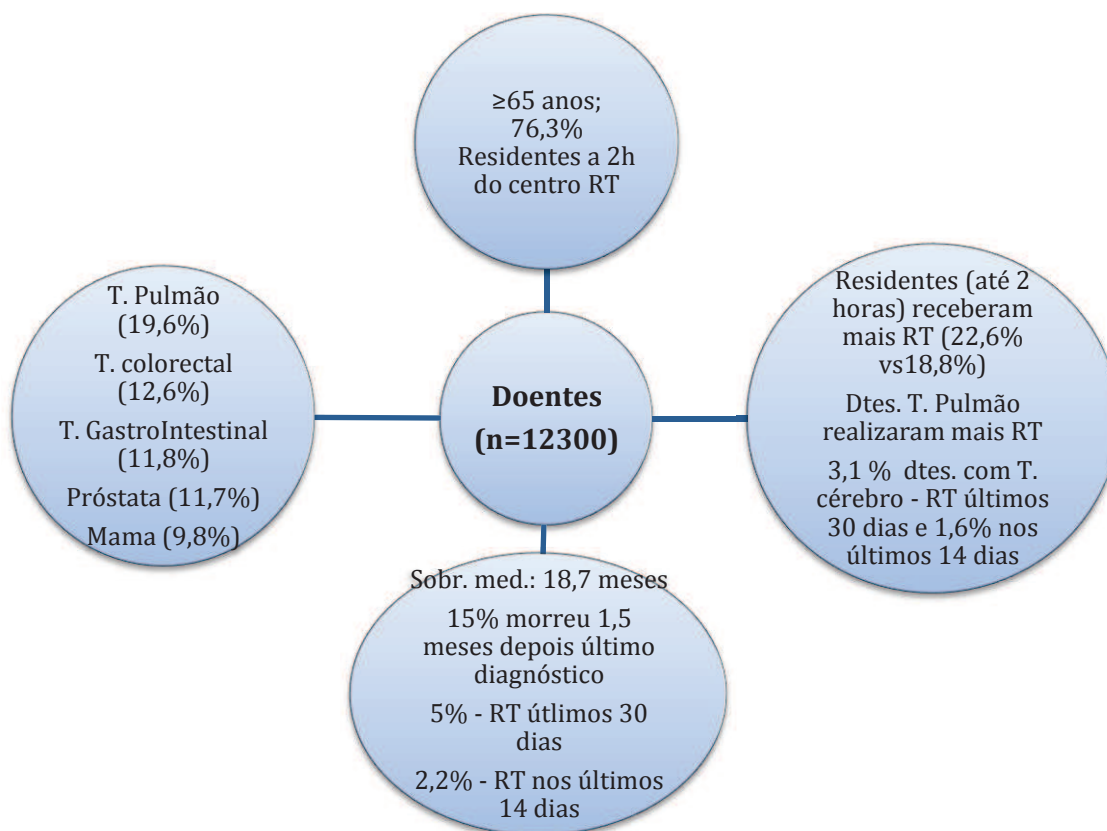 ≥65 anos;
76,3%
Residentes a 2h
do centro RT
T. Pulmão
(19,6%)
T. colorectal
(12,6%)
T. GastroIntestinal
(11,8%)
Próstata (11,7%)
Mama (9,8%)
Doentes
(n=12300)
Residentes (até 2
horas) receberam
mais RT (22,6%
vs18,8%)
Dtes. T. Pulmão
realizaram mais RT
3,1 % dtes. com T.
cérebro - RT últimos
30 dias e 1,6% nos
últimos 14 dias
Sobr. med.: 18,7 meses
15% morreu 1,5
meses depois último
diagnóstico
5% - RT útlimos 30
dias
2,2% - RT nos últimos
14 dias